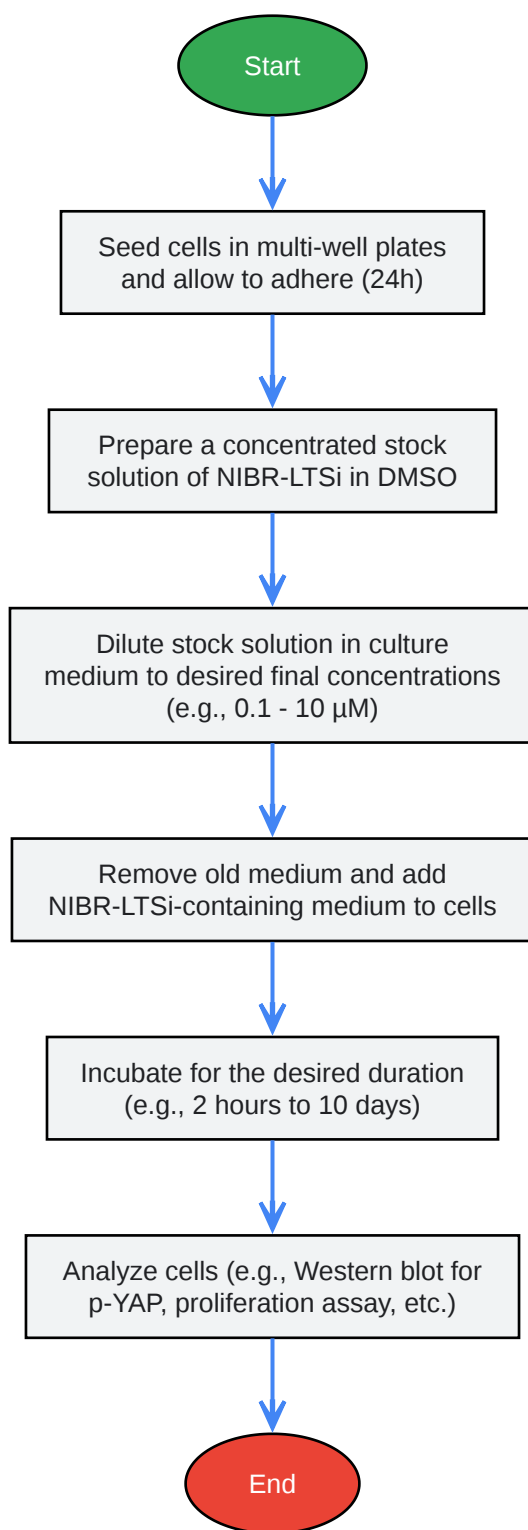 Start
Seed cells in multi-well plates
and allow to adhere (24h)
Prepare a concentrated stock
solution of NIBR-LTSi in DMSO
Dilute stock solution in culture
medium to desired final concentrations
(e.g., 0.1 - 10 µM)
Remove old medium and add
NIBR-LTSi-containing medium to cells
Incubate for the desired duration
(e.g., 2 hours to 10 days)
Analyze cells (e.g., Western blot for
p-YAP, proliferation assay, etc.)
End